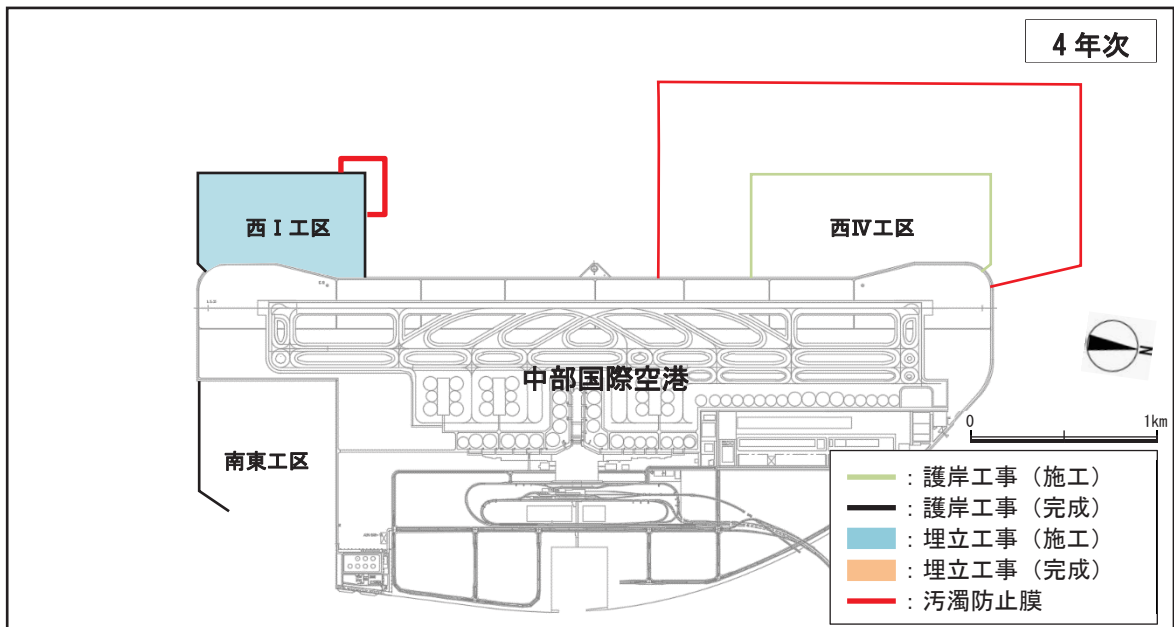 4年次
西Ⅰ工区
西Ⅳ工区
中部国際空港
N
0 1km
南東工区
：護岸工事（施工）
：護岸工事（完成）
：埋立工事（施工）
：埋立工事（完成）
：汚濁防止膜